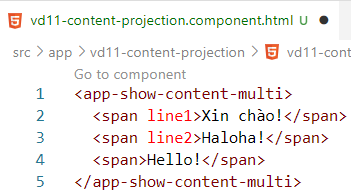 vd11-content-projection.component.html U ●
src > app > vd11-content-projection > vd11-con
Go to component
1 <app-show-content-multi>
2 <span line1>Xin chào!</span>
3 <span line2>Haloha!</span>
4 <span>Hello!</span>
5 </app-show-content-multi>